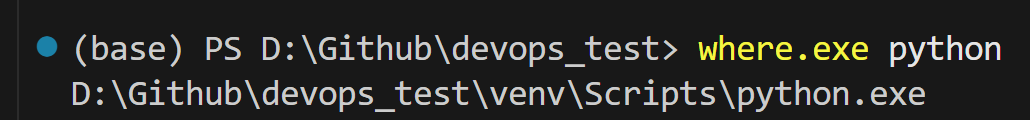 (base) PS D:\Github\devops_test> where.exe python
D:\Github\devops_test\venv\Scripts\python.exe